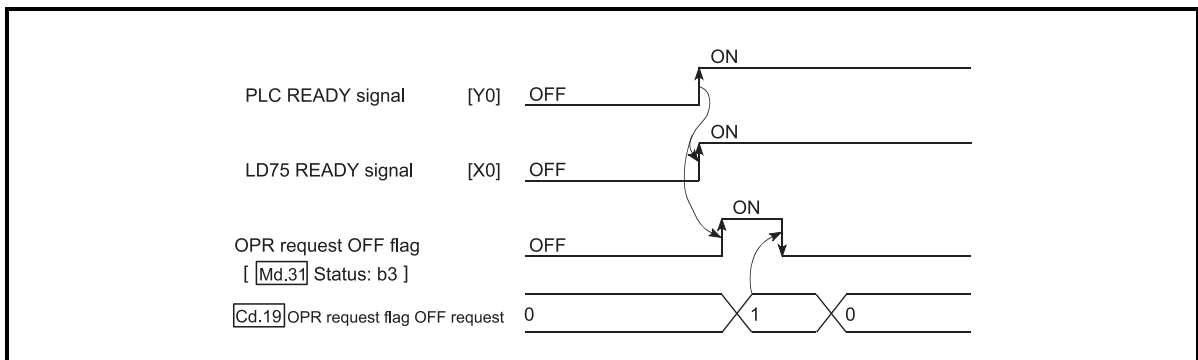 ON
PLC READY signal [Y0] OFF
ON
LD75 READY signal [X0] OFF
ON
OPR request OFF flag OFF
[ Md.31 Status: b3 ]
Cd.19 OPR request flag OFF request 0 1 0